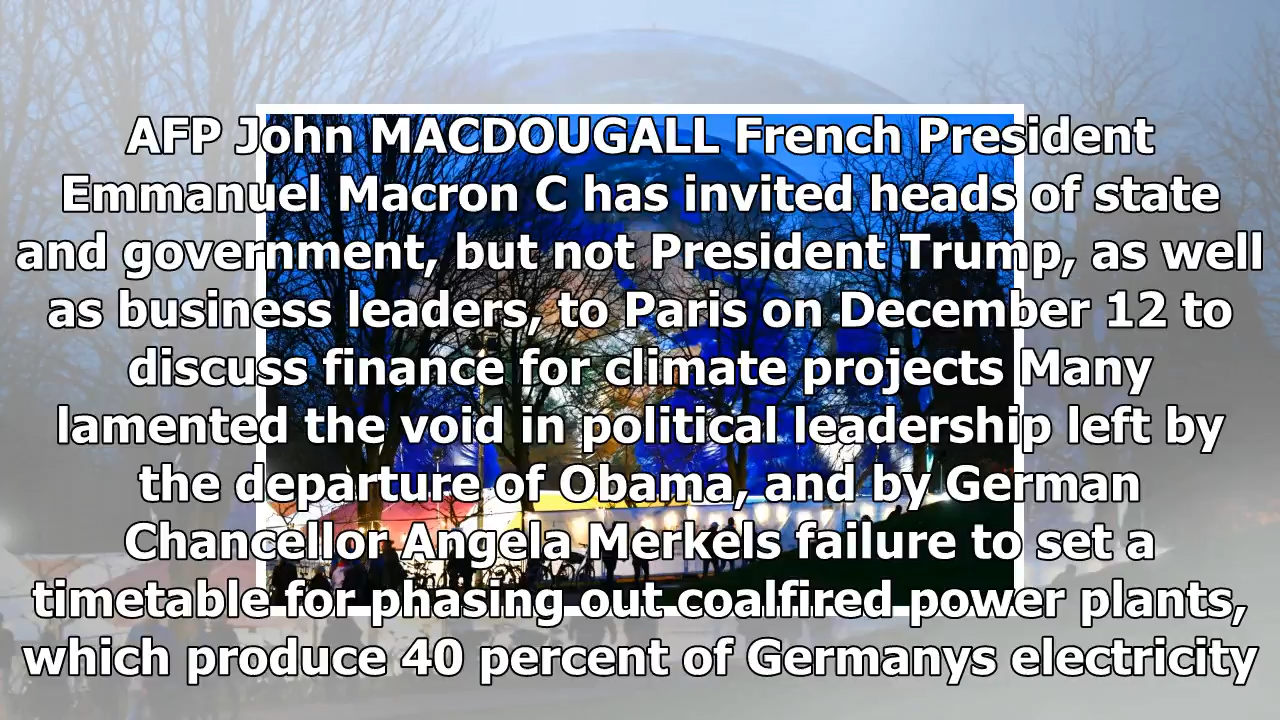 AFP John MACDOUGALL French President
Emmanuel Macron C has invited heads of state
and government, but not President Trump, as well
as business leaders, to Paris on December 12 to
discuss finance for climate projects Many
lamented the void in political leadership left by
the departure of Obama, and by German
Chancellor Angela Merkels failure to set a
timetable for phasing out coalfired power plants,
which produce 40 percent of Germanys electricity